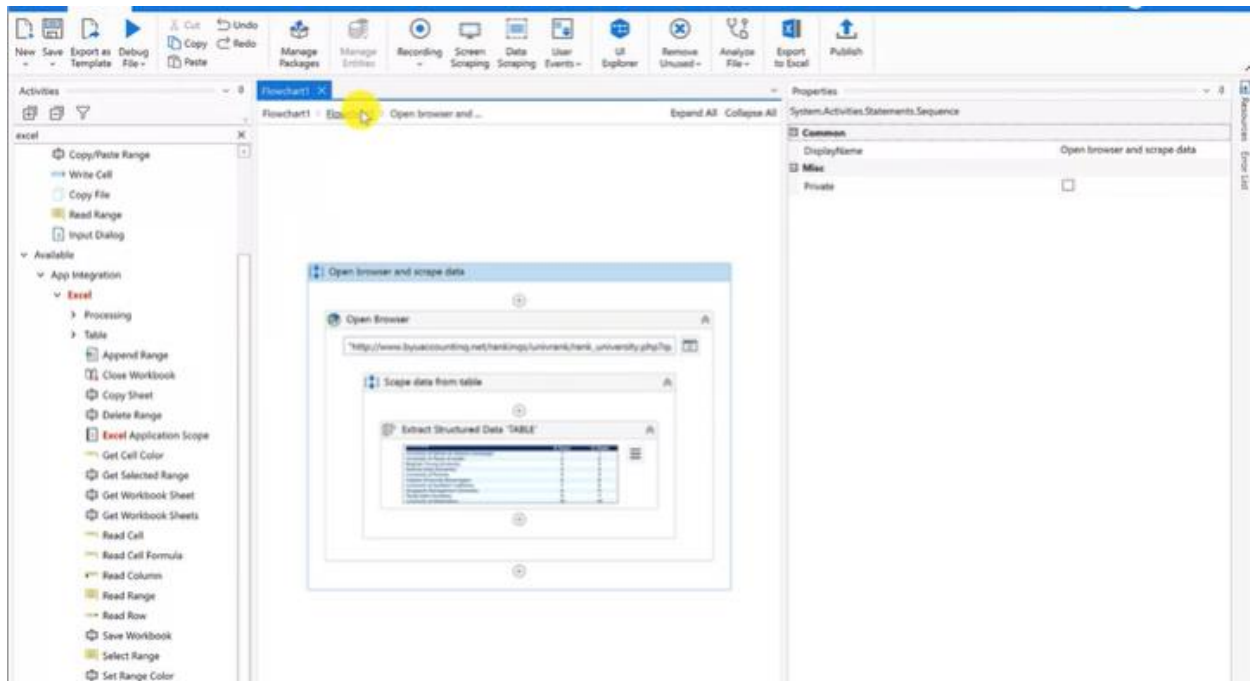 New Save Export as Template Debug File Cut Copy Paste Undo Redo Manage Packages Manage Entities Recording Screen Scraping Data Scraping User Events UI Explorer Remove Unused Analyze File Export to Excel Publish
Activities
Flowchart1
Properties
Flowchart1
Open browser and ...
Expand All Collapse All
System.Activities.Statements.Sequence
excel
Common
Copy/Paste Range
DisplayName Open browser and scrape data
Write Cell
Misc
Copy File
Private
Read Range
Input Dialog
Resources
Error List
Available
App Integration
Excel
Processing
Table
Append Range
Close Workbook
Copy Sheet
Delete Range
Excel Application Scope
Get Cell Color
Get Selected Range
Get Workbook Sheet
Get Workbook Sheets
Read Cell
Read Cell Formula
Read Column
Read Range
Read Row
Save Workbook
Select Range
Set Range Color
Open browser and scrape data
Open Browser
"http://www.byuaccounting.net/rankings/univrank/rank_university.php?q
Scape data from table
Extract Structured Data 'TABLE'